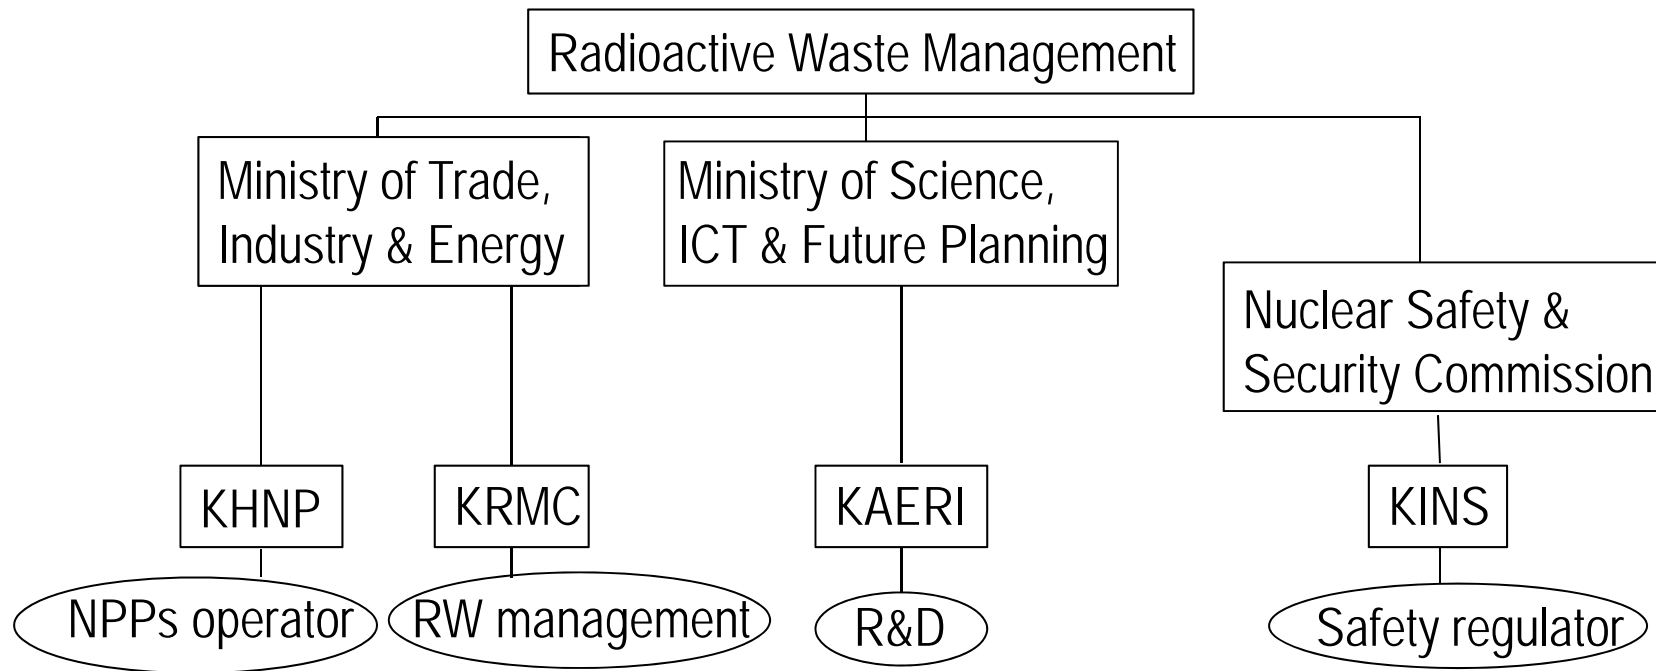 Radioactive Waste Management
Ministry of Trade,
Industry & Energy
Ministry of Science,
ICT & Future Planning
Nuclear Safety &
Security Commission
KHNP
KRMC
KAERI
KINS
NPPs operator
RW management
R&D
Safety regulator